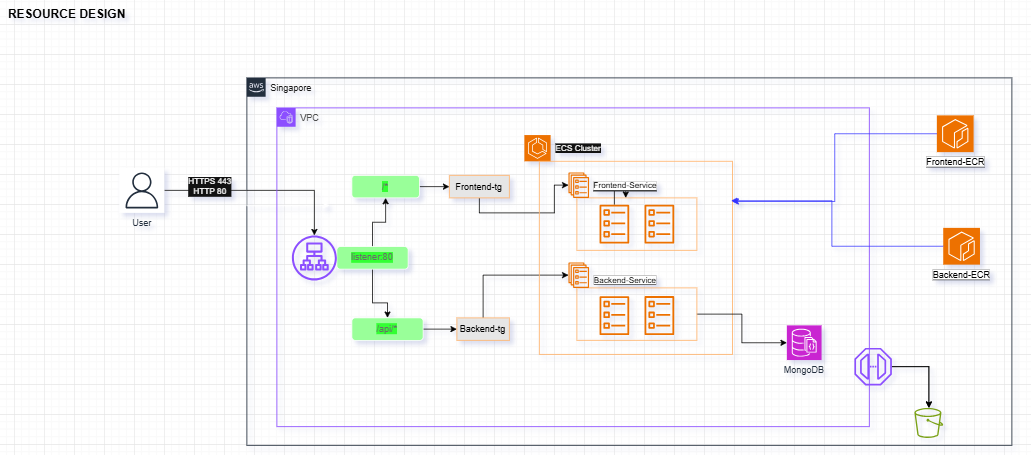 RESOURCE DESIGN
aws
Singapore
VPC
ECS Cluster
Frontend-ECR
HTTPS 443
HTTP 80
/*
Frontend-tg
Frontend-Service
User
listener:80
Backend-ECR
Backend-Service
/api/*
Backend-tg
MongoDB